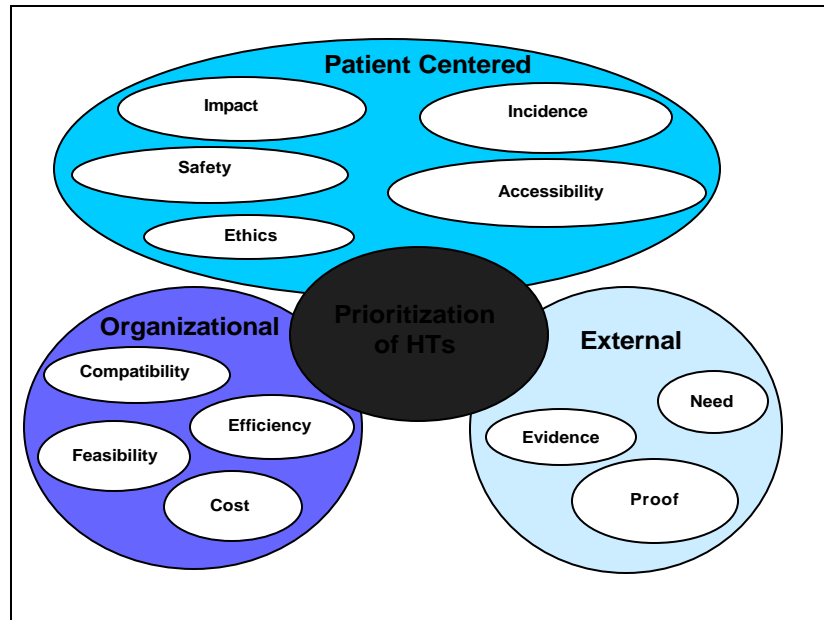 Patient Centered
Impact
Incidence
Safety
Accessibility
Ethics
Prioritization
of HTs
Organizational
Compatibility
Efficiency
Feasibility
Cost
External
Need
Evidence
Proof